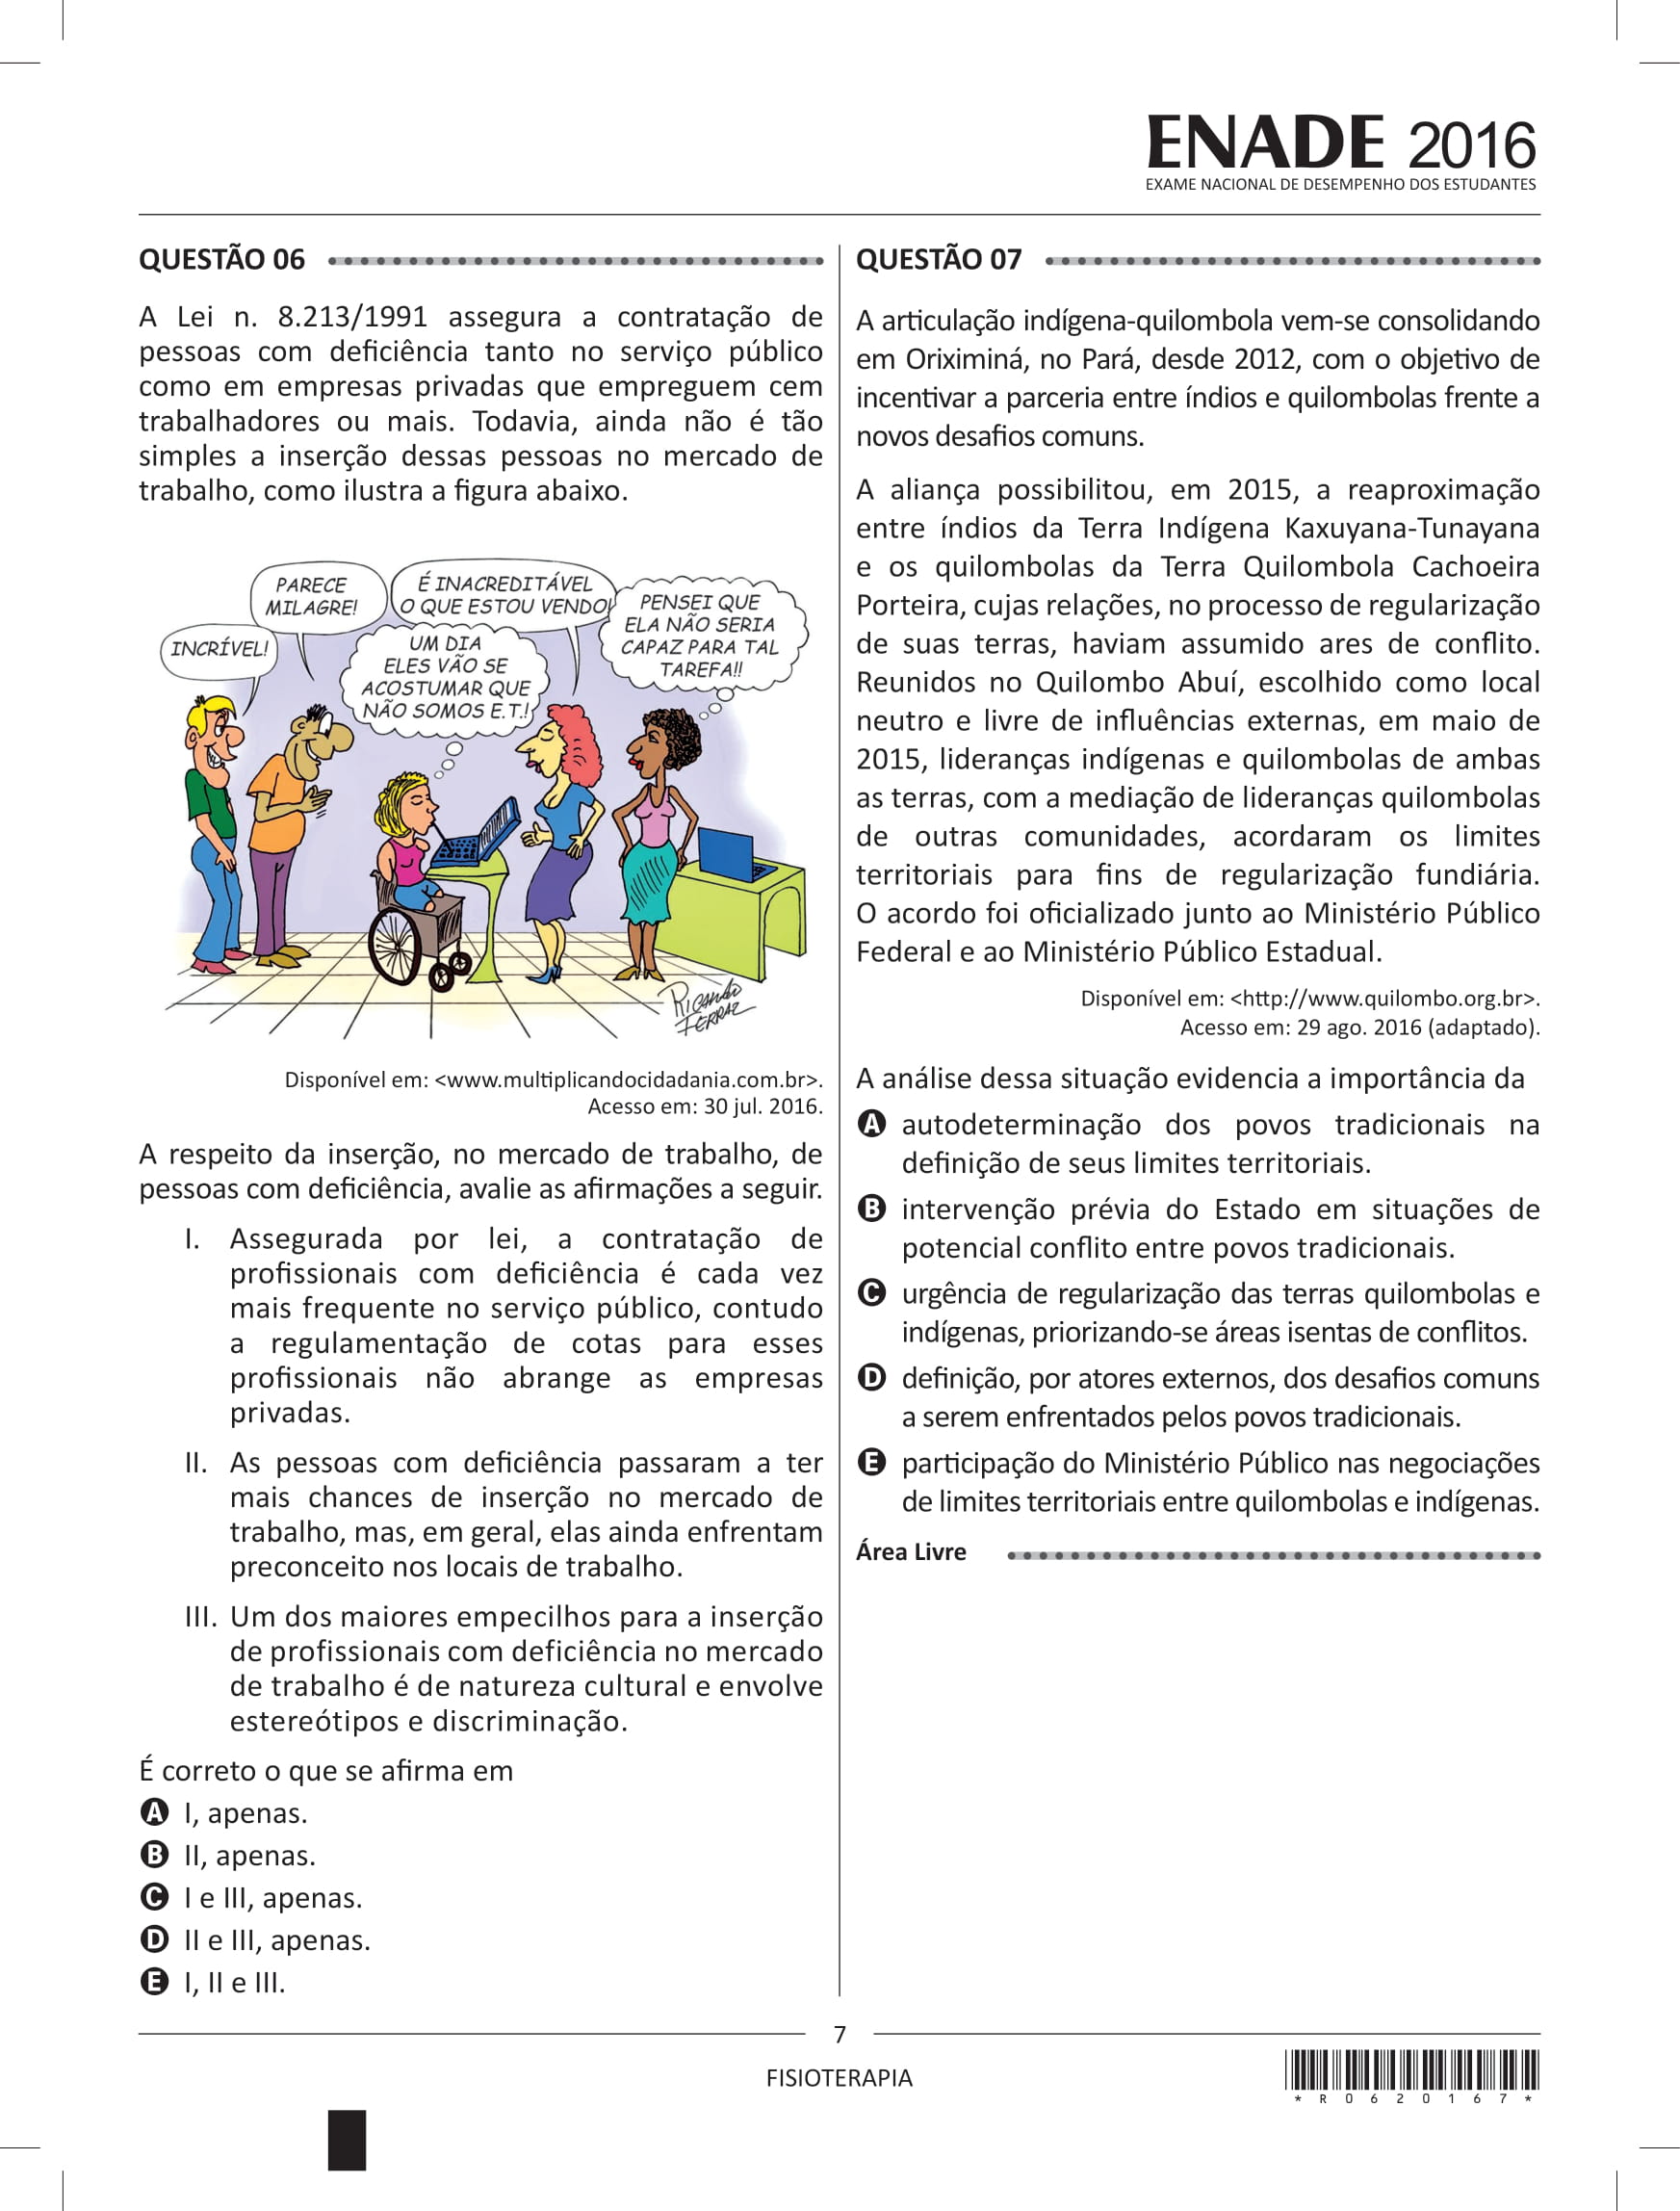 ENADE 2016
EXAME NACIONAL DE DESEMPENHO DOS ESTUDANTES
QUESTÃO 06
A Lei n. 8.213/1991 assegura a contratação de
pessoas com deficiência tanto no serviço público
como em empresas privadas que empreguem cem
trabalhadores ou mais. Todavia, ainda não é tão
simples a inserção dessas pessoas no mercado de
trabalho, como ilustra a figura abaixo.
INCRÍVEL!
PARECE
MILAGRE!
É INACREDITÁVEL
O QUE ESTOU VENDO!
UM DIA
ELES VÃO SE
ACOSTUMAR QUE
NÃO SOMOS E.T.!
PENSEI QUE
ELA NÃO SERIA
CAPAZ PARA TAL
TAREFA!!
RICARDO
FERRAZ
Disponível em: <www.multiplicandocidadania.com.br>.
Acesso em: 30 jul. 2016.
A respeito da inserção, no mercado de trabalho, de
pessoas com deficiência, avalie as afirmações a seguir.
I. Assegurada por lei, a contratação de
profissionais com deficiência é cada vez
mais frequente no serviço público, contudo
a regulamentação de cotas para esses
profissionais não abrange as empresas
privadas.
II. As pessoas com deficiência passaram a ter
mais chances de inserção no mercado de
trabalho, mas, em geral, elas ainda enfrentam
preconceito nos locais de trabalho.
III. Um dos maiores empecilhos para a inserção
de profissionais com deficiência no mercado
de trabalho é de natureza cultural e envolve
estereótipos e discriminação.
É correto o que se afirma em
A I, apenas.
B II, apenas.
C I e III, apenas.
D II e III, apenas.
E I, II e III.
QUESTÃO 07
A articulação indígena-quilombola vem-se consolidando
em Oriximiná, no Pará, desde 2012, com o objetivo de
incentivar a parceria entre índios e quilombolas frente a
novos desafios comuns.
A aliança possibilitou, em 2015, a reaproximação
entre índios da Terra Indígena Kaxuyana-Tunayana
e os quilombolas da Terra Quilombola Cachoeira
Porteira, cujas relações, no processo de regularização
de suas terras, haviam assumido ares de conflito.
Reunidos no Quilombo Abuí, escolhido como local
neutro e livre de influências externas, em maio de
2015, lideranças indígenas e quilombolas de ambas
as terras, com a mediação de lideranças quilombolas
de outras comunidades, acordaram os limites
territoriais para fins de regularização fundiária.
O acordo foi oficializado junto ao Ministério Público
Federal e ao Ministério Público Estadual.
Disponível em: <http://www.quilombo.org.br>.
Acesso em: 29 ago. 2016 (adaptado).
A análise dessa situação evidencia a importância da
A autodeterminação dos povos tradicionais na
definição de seus limites territoriais.
B intervenção prévia do Estado em situações de
potencial conflito entre povos tradicionais.
C urgência de regularização das terras quilombolas e
indígenas, priorizando-se áreas isentas de conflitos.
D definição, por atores externos, dos desafios comuns
a serem enfrentados pelos povos tradicionais.
E participação do Ministério Público nas negociações
de limites territoriais entre quilombolas e indígenas.
Área Livre
7
FISIOTERAPIA
*R0620167*